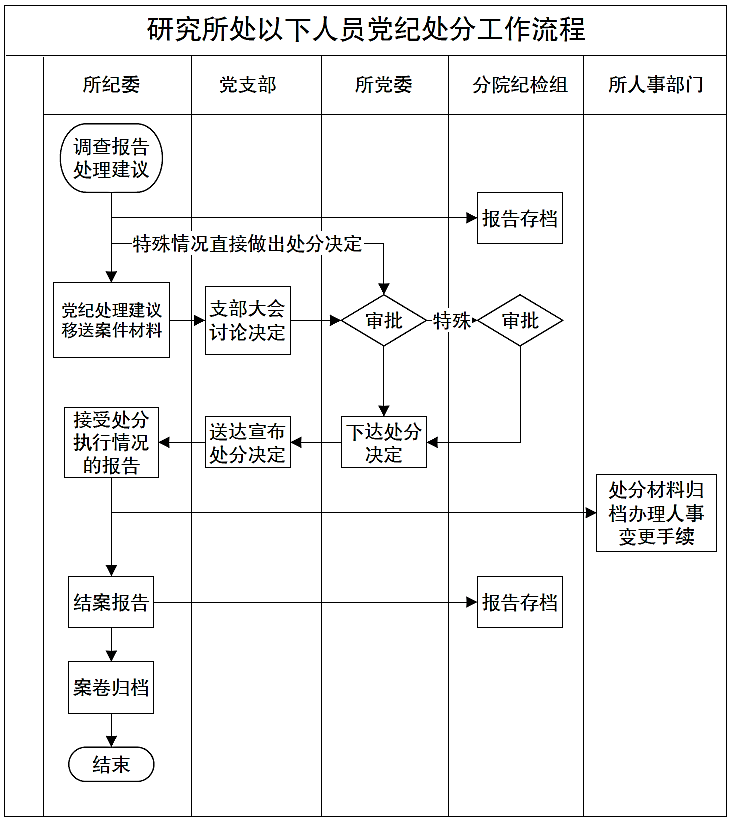 研究所处以下人员党纪处分工作流程
所纪委
党支部
所党委
分院纪检组
所人事部门
调查报告
处理建议
报告存档
特殊情况直接做出处分决定
党纪处理建议
移送案件材料
支部大会
讨论决定
审批
特殊
审批
接受处分
执行情况
的报告
送达宣布
处分决定
下达处分
决定
处分材料归
档办理人事
变更手续
结案报告
报告存档
案卷归档
结束